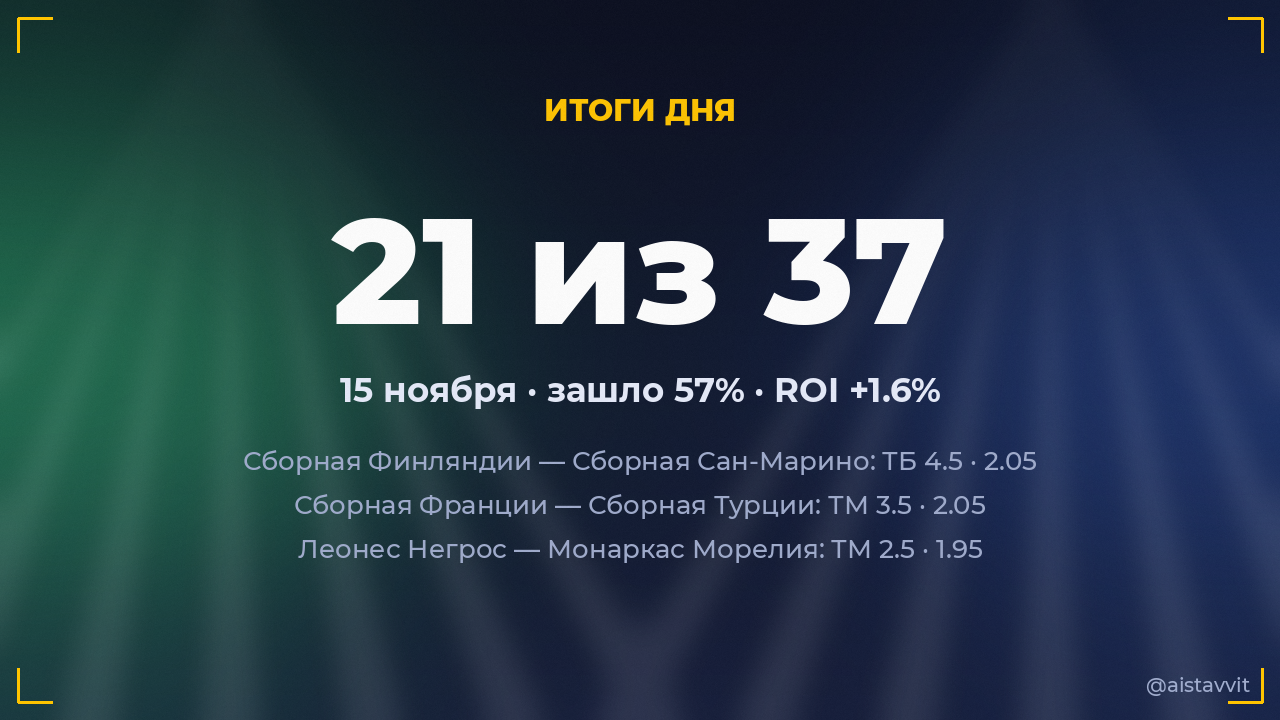 ИТОГИ ДНЯ
21 из 37
15 ноября · зашло 57% · ROI +1.6%
Сборная Финляндии — Сборная Сан-Марино: ТБ 4.5 · 2.05
Сборная Франции — Сборная Турции: ТМ 3.5 · 2.05
Леонес Негрос — Монаркас Морелия: ТМ 2.5 · 1.95
@aistavvit